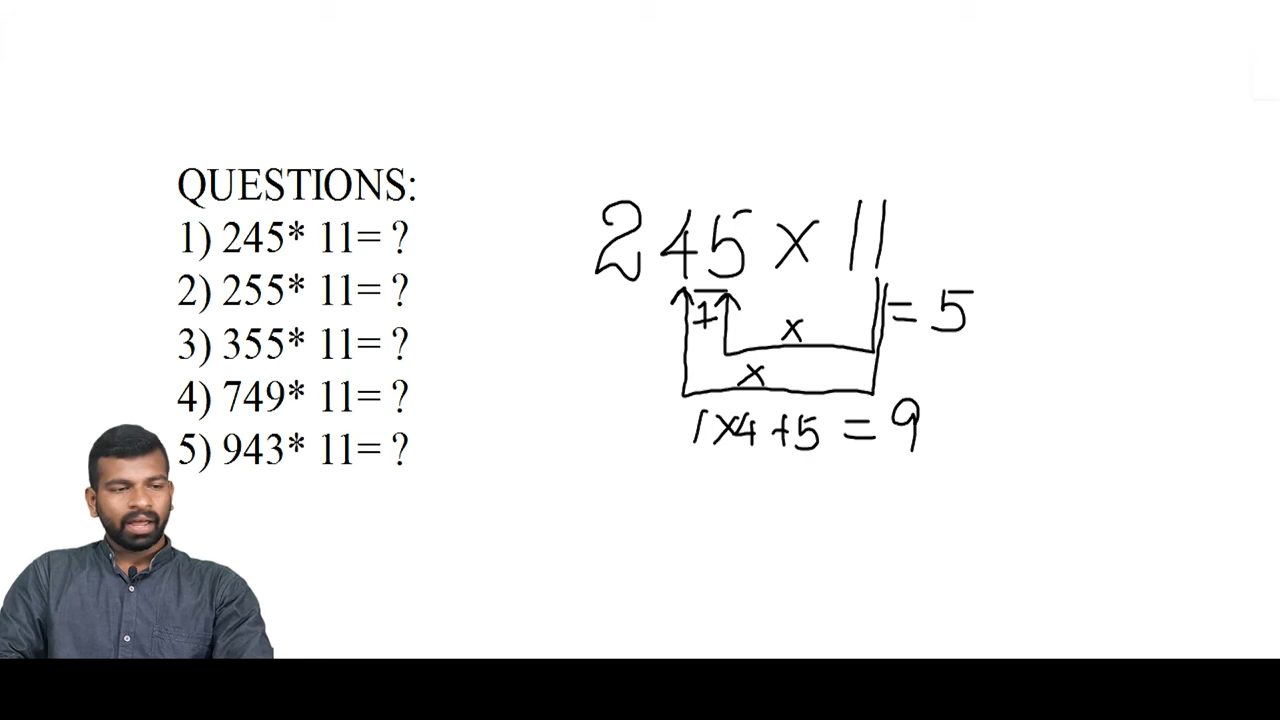 QUESTIONS:
1) 245* 11= ?
2) 255* 11= ?
3) 355* 11= ?
4) 749* 11= ?
5) 943* 11= ?
245 x 11
+
= 5
x
x
1x4+5 = 9